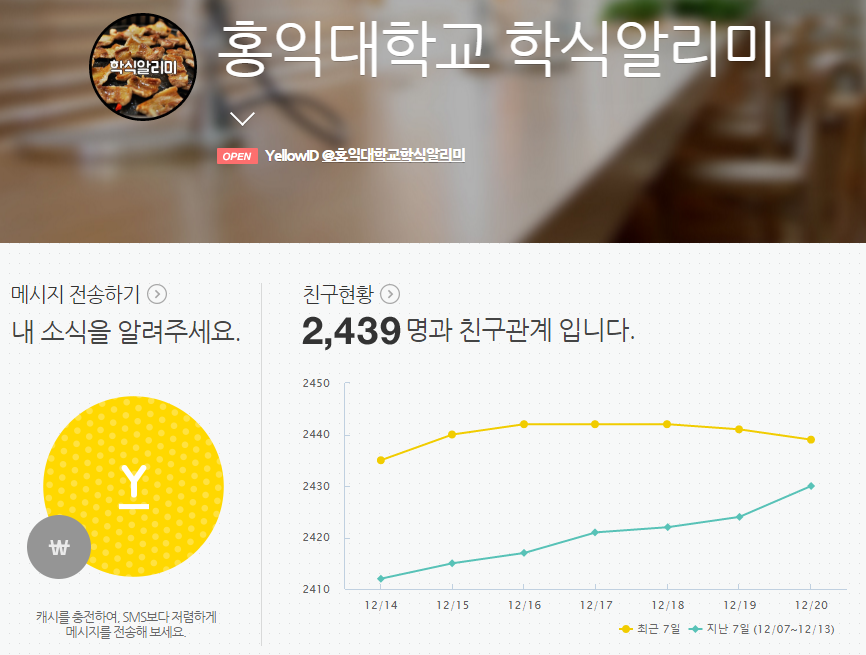 홍익대학교 학식알리미
학식알리미
OPEN YellowID @홍익대학교학식알리미
메시지 전송하기
내 소식을 알려주세요.
Y
₩
캐시를 충전하여, SMS보다 저렴하게
메시지를 전송해 보세요.
친구현황
2,439 명과 친구관계 입니다.
2450
2440
2430
2420
2410
12/14 12/15 12/16 12/17 12/18 12/19 12/20
최근 7일 지난 7일 (12/07~12/13)